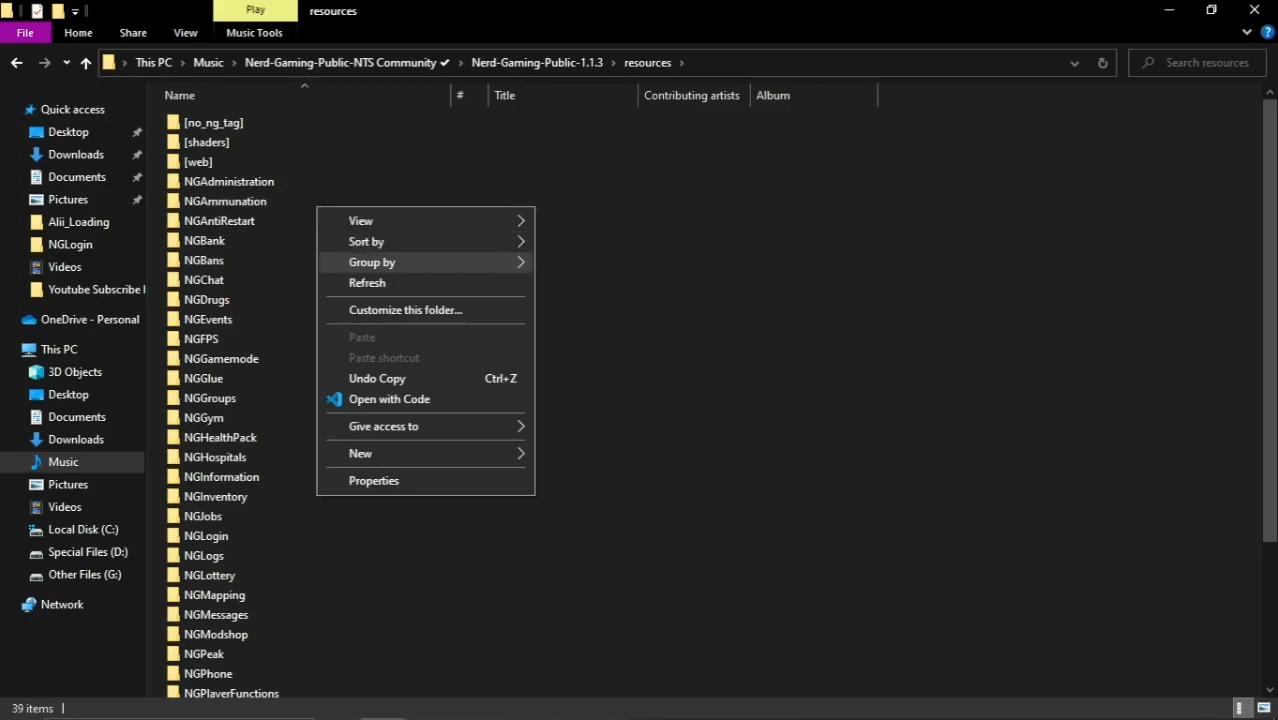 Play
resources
File
Home
Share
View
Music Tools
This PC
Music
Nerd-Gaming-Public-NTS Community ✔
Nerd-Gaming-Public-1.1.3
resources
Search resources
Name
#
Title
Contributing artists
Album
Quick access
Desktop
Downloads
Documents
Pictures
Alii_Loading
NGLogin
Videos
Youtube Subscribe
OneDrive - Personal
This PC
3D Objects
Desktop
Documents
Downloads
Music
Pictures
Videos
Local Disk (C:)
Special Files (D:)
Other Files (G:)
Network
[no_ng_tag]
[shaders]
[web]
NGAdministration
NGAmmunation
NGAntiRestart
NGBank
NGBans
NGChat
NGDrugs
NGEvents
NGFPS
NGGamemode
NGGlue
NGGroups
NGGym
NGHealthPack
NGHospitals
NGInformation
NGInventory
NGJobs
NGLogin
NGLogs
NGLottery
NGMapping
NGMessages
NGModshop
NGPeak
NGPhone
NGPlayerFunctions
View
Sort by
Group by
Refresh
Customize this folder...
Paste
Paste shortcut
Undo Copy Ctrl+Z
Open with Code
Give access to
New
Properties
39 items